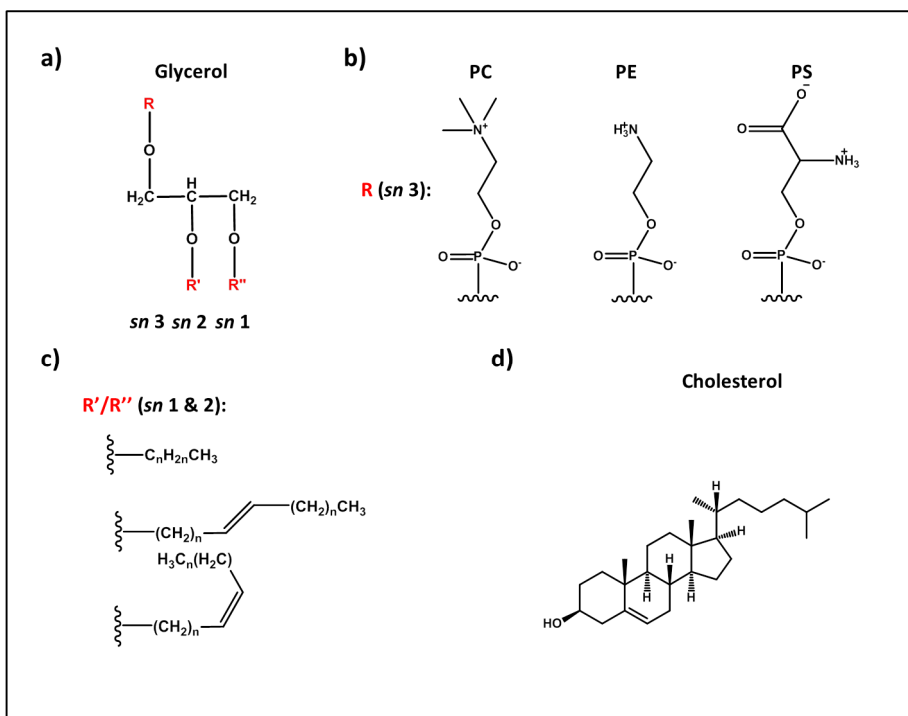 a)
Glycerol
R
O
H
H₂C
CH₂
O
O
R'
R"
sn 3 sn 2 sn 1
b)
PC
PE
PS
R (sn 3):
N⁺
O
O
P
O⁻
H₃N⁺
O
O
P
O⁻
O⁻
O
NH₃⁺
O
O
P
O⁻
c)
R’/R’’ (sn 1 & 2):
CₙH₂ₙCH₃
(CH₂)ₙCH₃
(CH₂)ₙ
H₃Cₙ(H₂C)
(CH₂)ₙ
d)
Cholesterol
H
H
H
H
H
HO